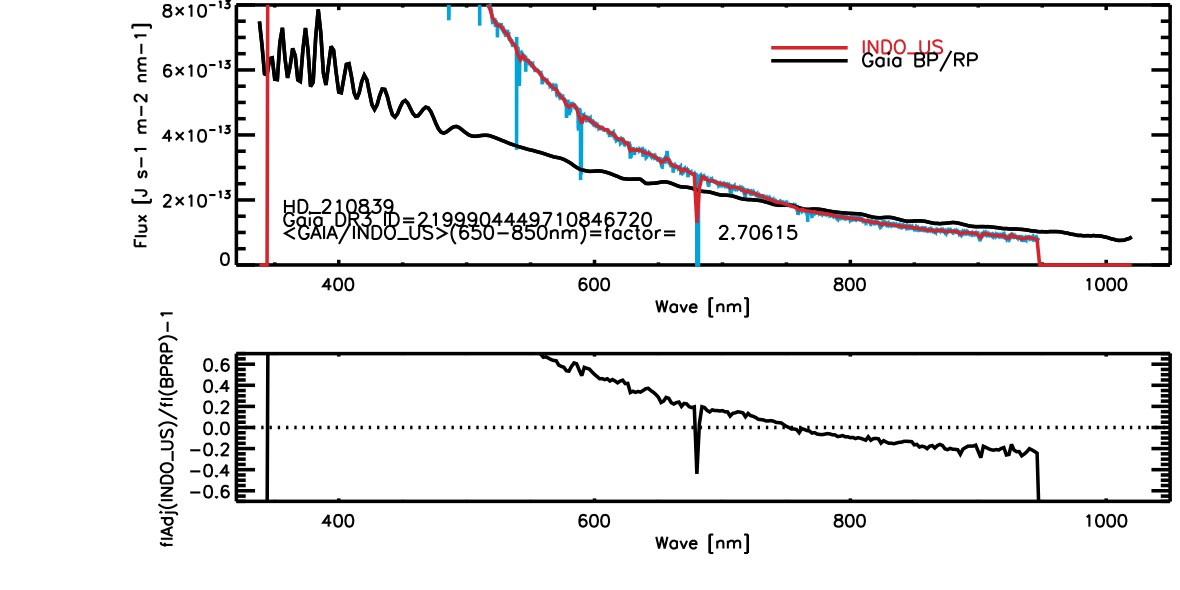 8×10−13
6×10−13
4×10−13
2×10−13
0
Flux [J s−1 m−2 nm−1]
INDO_US
Gaia BP/RP
HD_210839
Gaia DR3 ID=2199904449710846720
<GAIA/INDO_US>(650−850nm)=factor= 2.70615
400 600 800 1000
Wave [nm]
flAdj(INDO_US)/fl(BPRP)−1
0.6
0.4
0.2
0.0
−0.2
−0.4
−0.6
400 600 800 1000
Wave [nm]